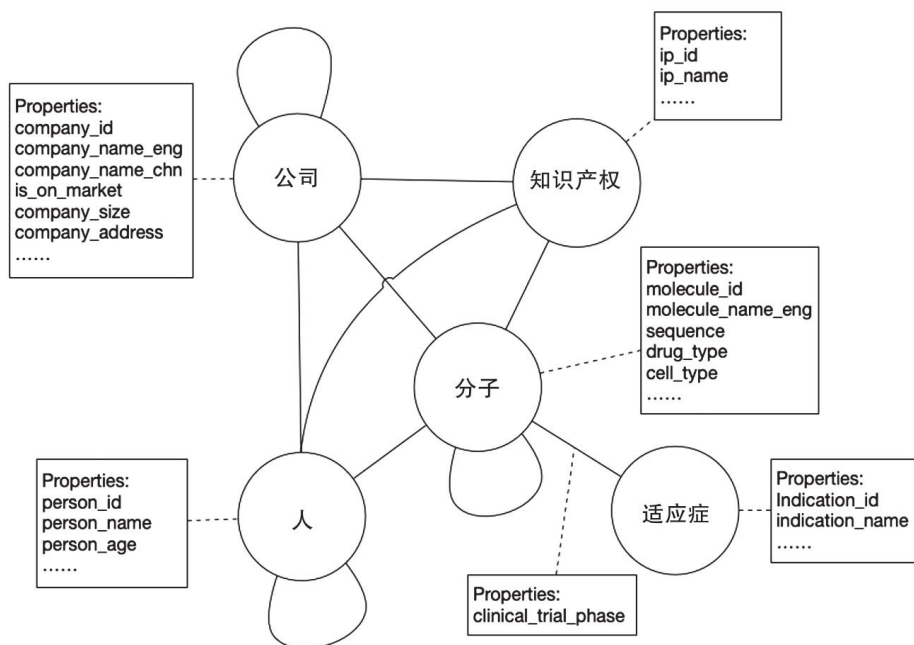 Properties:
ip_id
ip_name
……
Properties:
company_id
company_name_eng
company_name_chn
is_on_market
company_size
company_address
……
公司
知识产权
Properties:
molecule_id
molecule_name_eng
sequence
drug_type
cell_type
……
分子
Properties:
person_id
person_name
person_age
……
人
适应症
Properties:
Indication_id
indication_name
……
Properties:
clinical_trial_phase